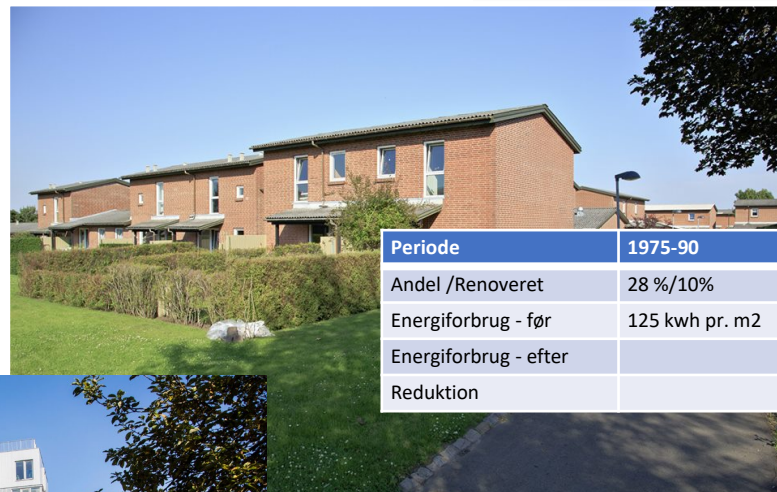 Periode 1975-90
Andel /Renoveret 28 %/10%
Energiforbrug - før 125 kwh pr. m2
Energiforbrug - efter
Reduktion